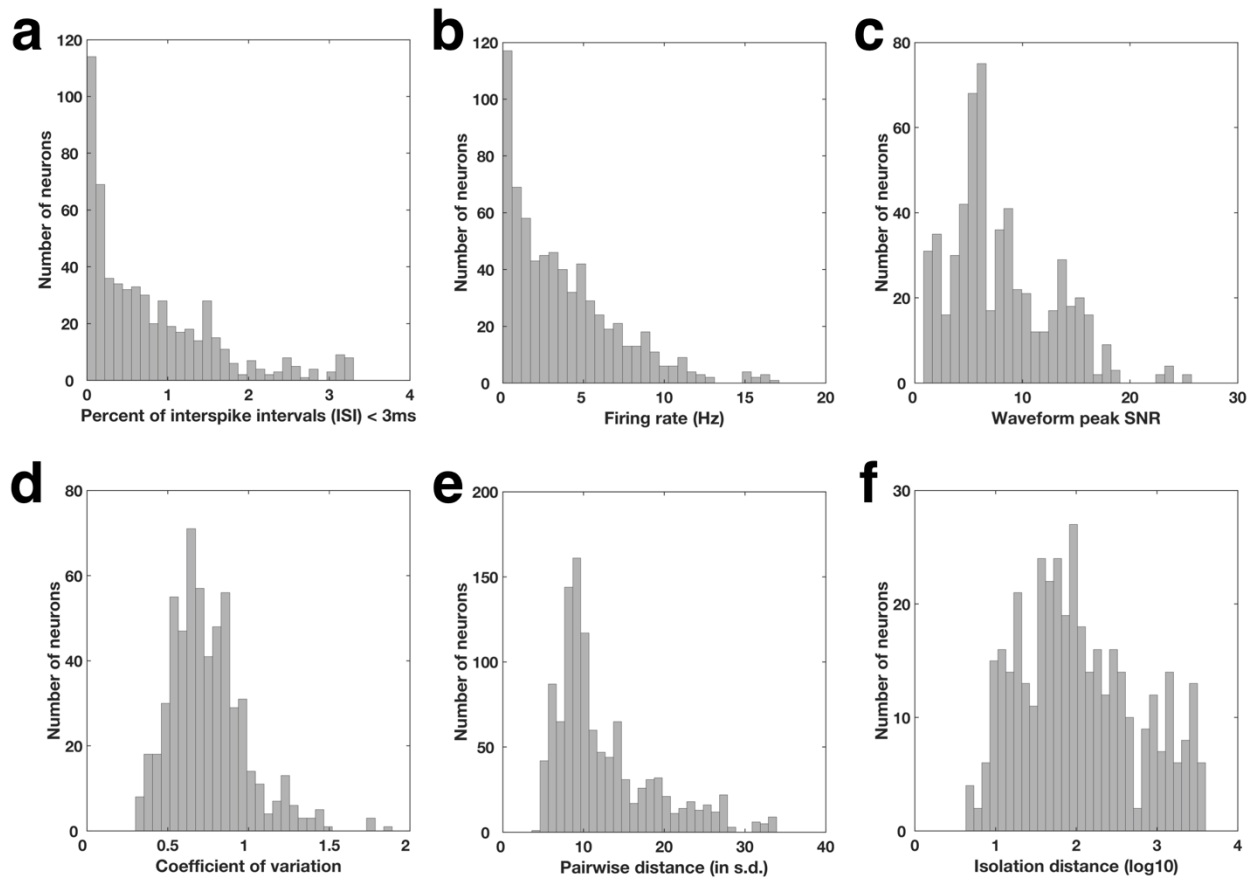 a
120
100
80
60
40
20
0
Number of neurons
0 1 2 3 4
Percent of interspike intervals (ISI) < 3ms
b
120
100
80
60
40
20
0
Number of neurons
0 5 10 15 20
Firing rate (Hz)
c
80
60
40
20
0
Number of neurons
0 10 20 30
Waveform peak SNR
d
80
60
40
20
0
Number of neurons
0 0.5 1 1.5 2
Coefficient of variation
e
200
150
100
50
0
Number of neurons
0 10 20 30 40
Pairwise distance (in s.d.)
f
30
20
10
0
Number of neurons
0 1 2 3 4
Isolation distance (log10)